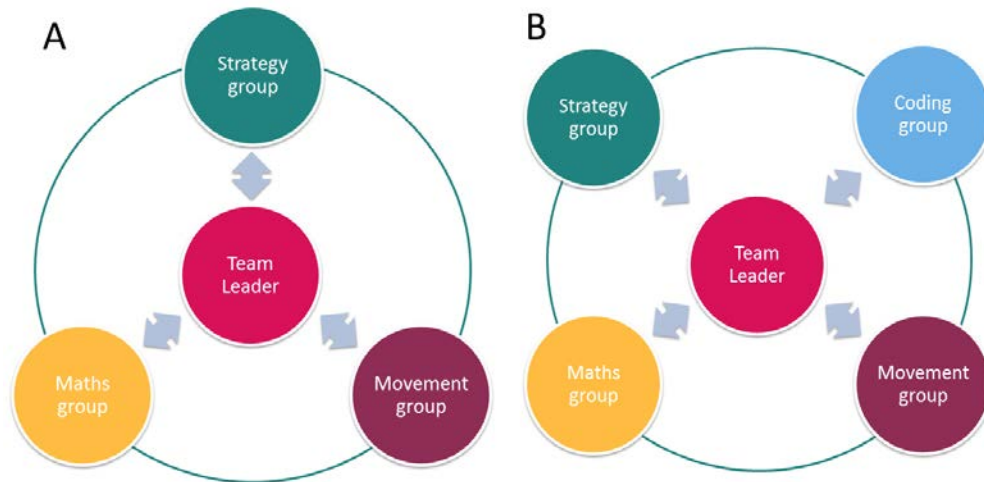 A
Strategy
group
Team
Leader
Maths
group
Movement
group
B
Strategy
group
Coding
group
Team
Leader
Maths
group
Movement
group